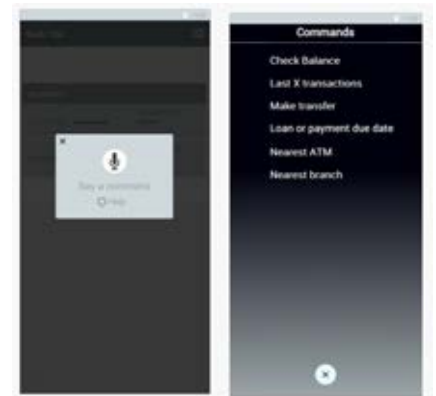 Say a command
Help
Commands
Check Balance
Last X transactions
Make transfer
Loan or payment due date
Nearest ATM
Nearest branch